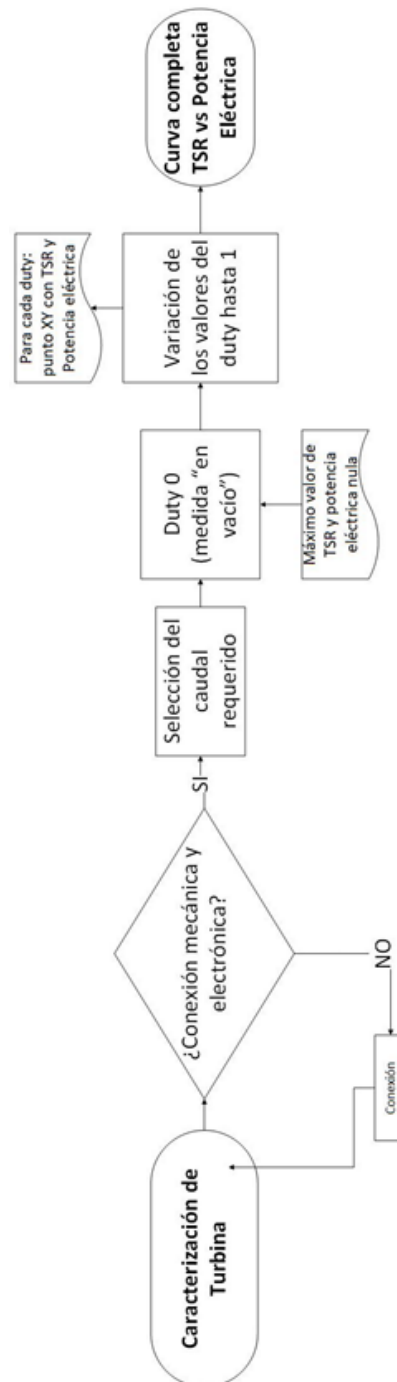 Caracterización de
Turbina
¿Conexión mecánica y
electrónica?
NO
Conexión
SI
Selección del
caudal
requerido
Duty 0
(medida "en
vacío")
Máximo valor de
TSR y potencia
eléctrica nula
Variación de
los valores del
duty hasta 1
Para cada duty:
punto XY con TSR y
Potencia eléctrica
Curva completa
TSR vs Potencia
Eléctrica